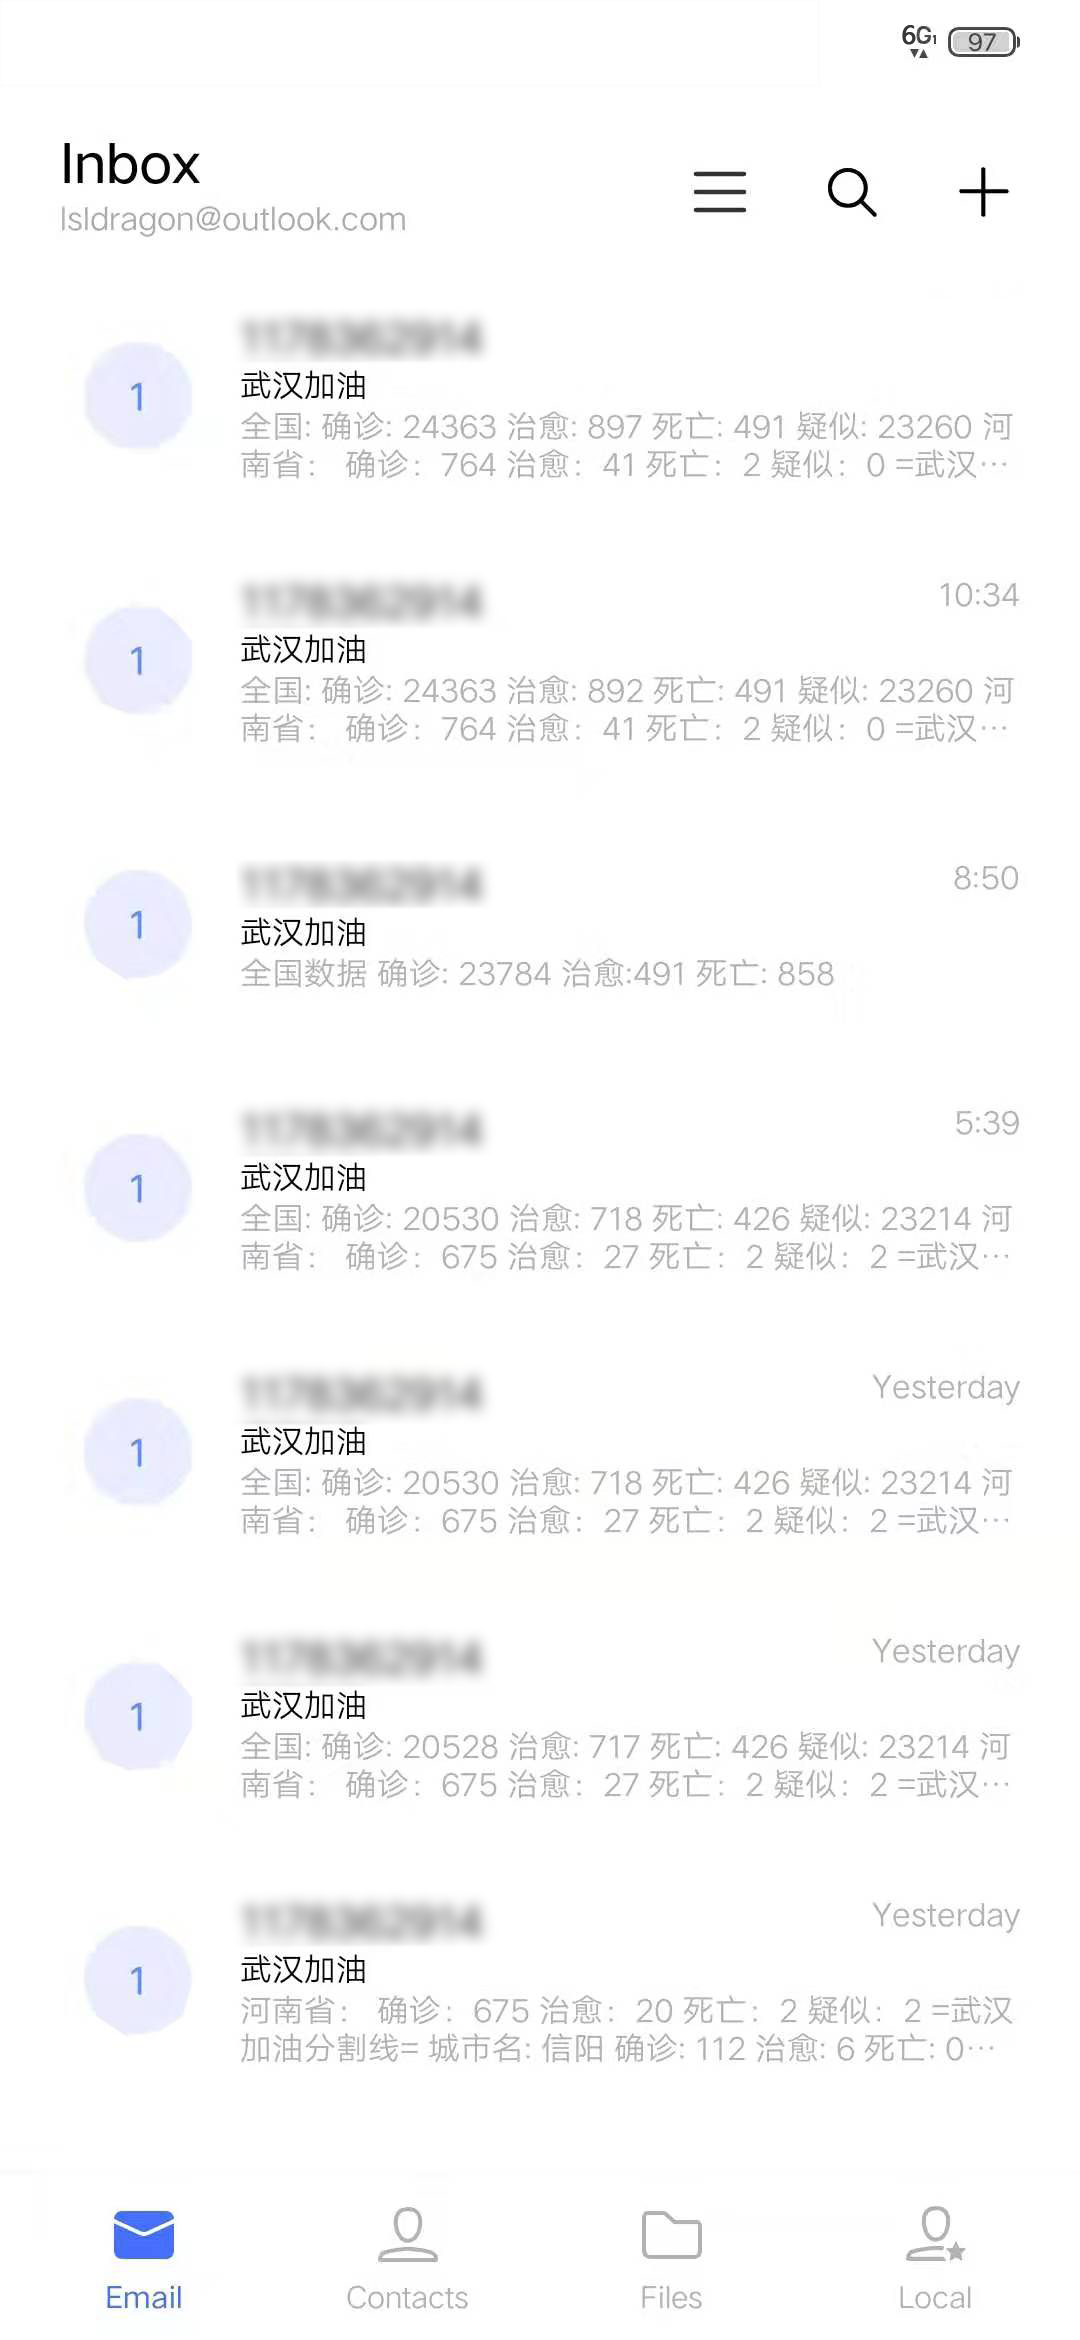 6G1
97
Inbox
lsldragon@outlook.com
1
武汉加油
全国: 确诊: 24363 治愈: 897 死亡: 491 疑似: 23260 河
南省： 确诊：764 治愈：41 死亡：2 疑似：0 =武汉…
10:34
1
武汉加油
全国: 确诊: 24363 治愈: 892 死亡: 491 疑似: 23260 河
南省： 确诊：764 治愈：41 死亡：2 疑似：0 =武汉…
8:50
1
武汉加油
全国数据 确诊: 23784 治愈:491 死亡: 858
5:39
1
武汉加油
全国: 确诊: 20530 治愈: 718 死亡: 426 疑似: 23214 河
南省： 确诊：675 治愈：27 死亡：2 疑似：2 =武汉…
Yesterday
1
武汉加油
全国: 确诊: 20530 治愈: 718 死亡: 426 疑似: 23214 河
南省： 确诊：675 治愈：27 死亡：2 疑似：2 =武汉…
Yesterday
1
武汉加油
全国: 确诊: 20528 治愈: 717 死亡: 426 疑似: 23214 河
南省： 确诊：675 治愈：27 死亡：2 疑似：2 =武汉…
Yesterday
1
武汉加油
河南省： 确诊：675 治愈：20 死亡：2 疑似：2 =武汉
加油分割线= 城市名: 信阳 确诊: 112 治愈: 6 死亡: 0…
Email
Contacts
Files
Local